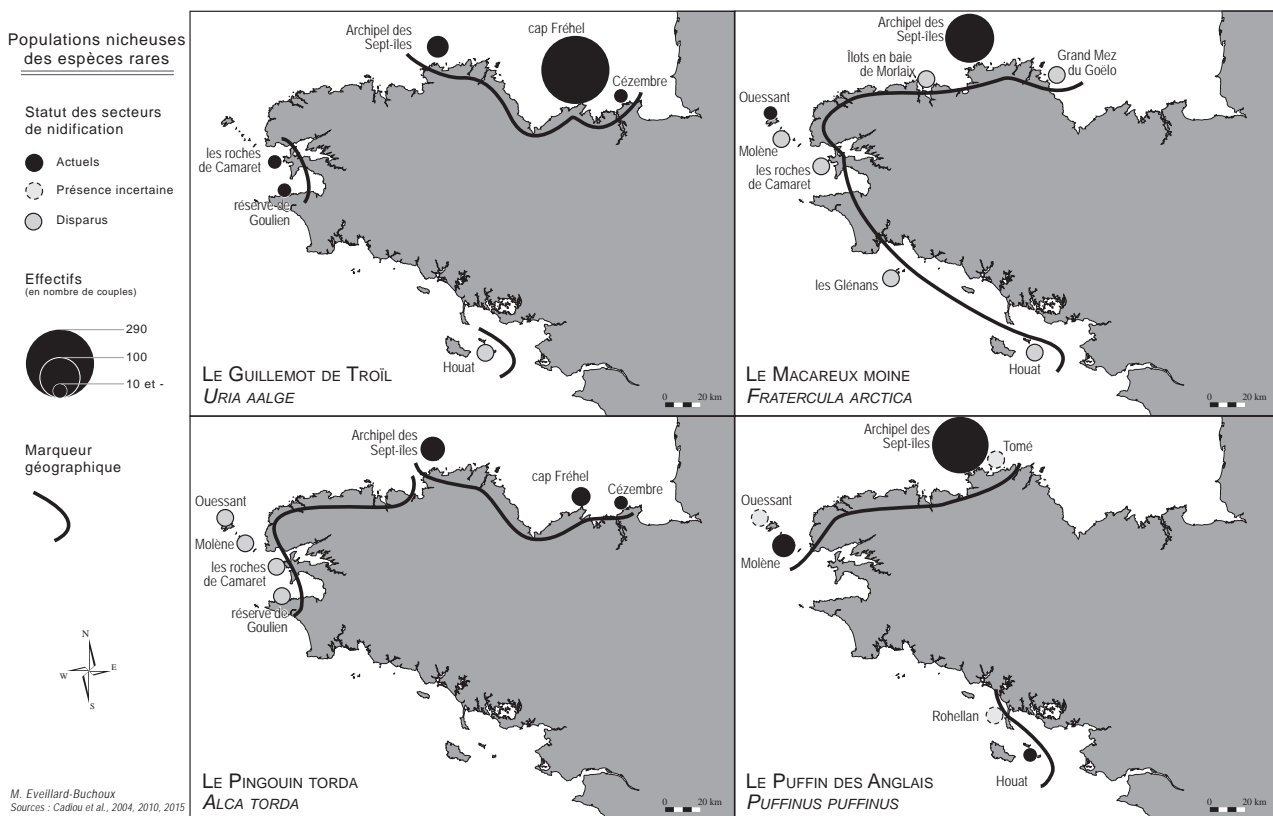 Populations nicheuses
des espèces rares
Statut des secteurs
de nidification
Actuels
Présence incertaine
Disparus
Effectifs
(en nombre de couples)
290
100
10 et -
Marqueur
géographique
N
W
E
S
M. Eveillard-Buchoux
Sources : Cadiou et al., 2004, 2010, 2015
Archipel des
Sept-îles
cap Fréhel
Cézembre
les roches
de Camaret
réserve de
Goulien
Houat
LE GUILLEMOT DE TROÏL
URIA AALGE
0 20 km
Archipel des
Sept-îles
Îlots en baie
de Morlaix
Grand Mez
du Goëlo
Ouessant
Molène
les roches
de Camaret
les Glénans
Houat
LE MACAREUX MOINE
FRATERCULA ARCTICA
0 20 km
Archipel des
Sept-îles
cap Fréhel
Cézembre
Ouessant
Molène
les roches
de Camaret
réserve de
Goulien
LE PINGOUIN TORDA
ALCA TORDA
0 20 km
Archipel des
Sept-îles
Tomé
Ouessant
Molène
Rohellan
Houat
LE PUFFIN DES ANGLAIS
PUFFINUS PUFFINUS
0 20 km